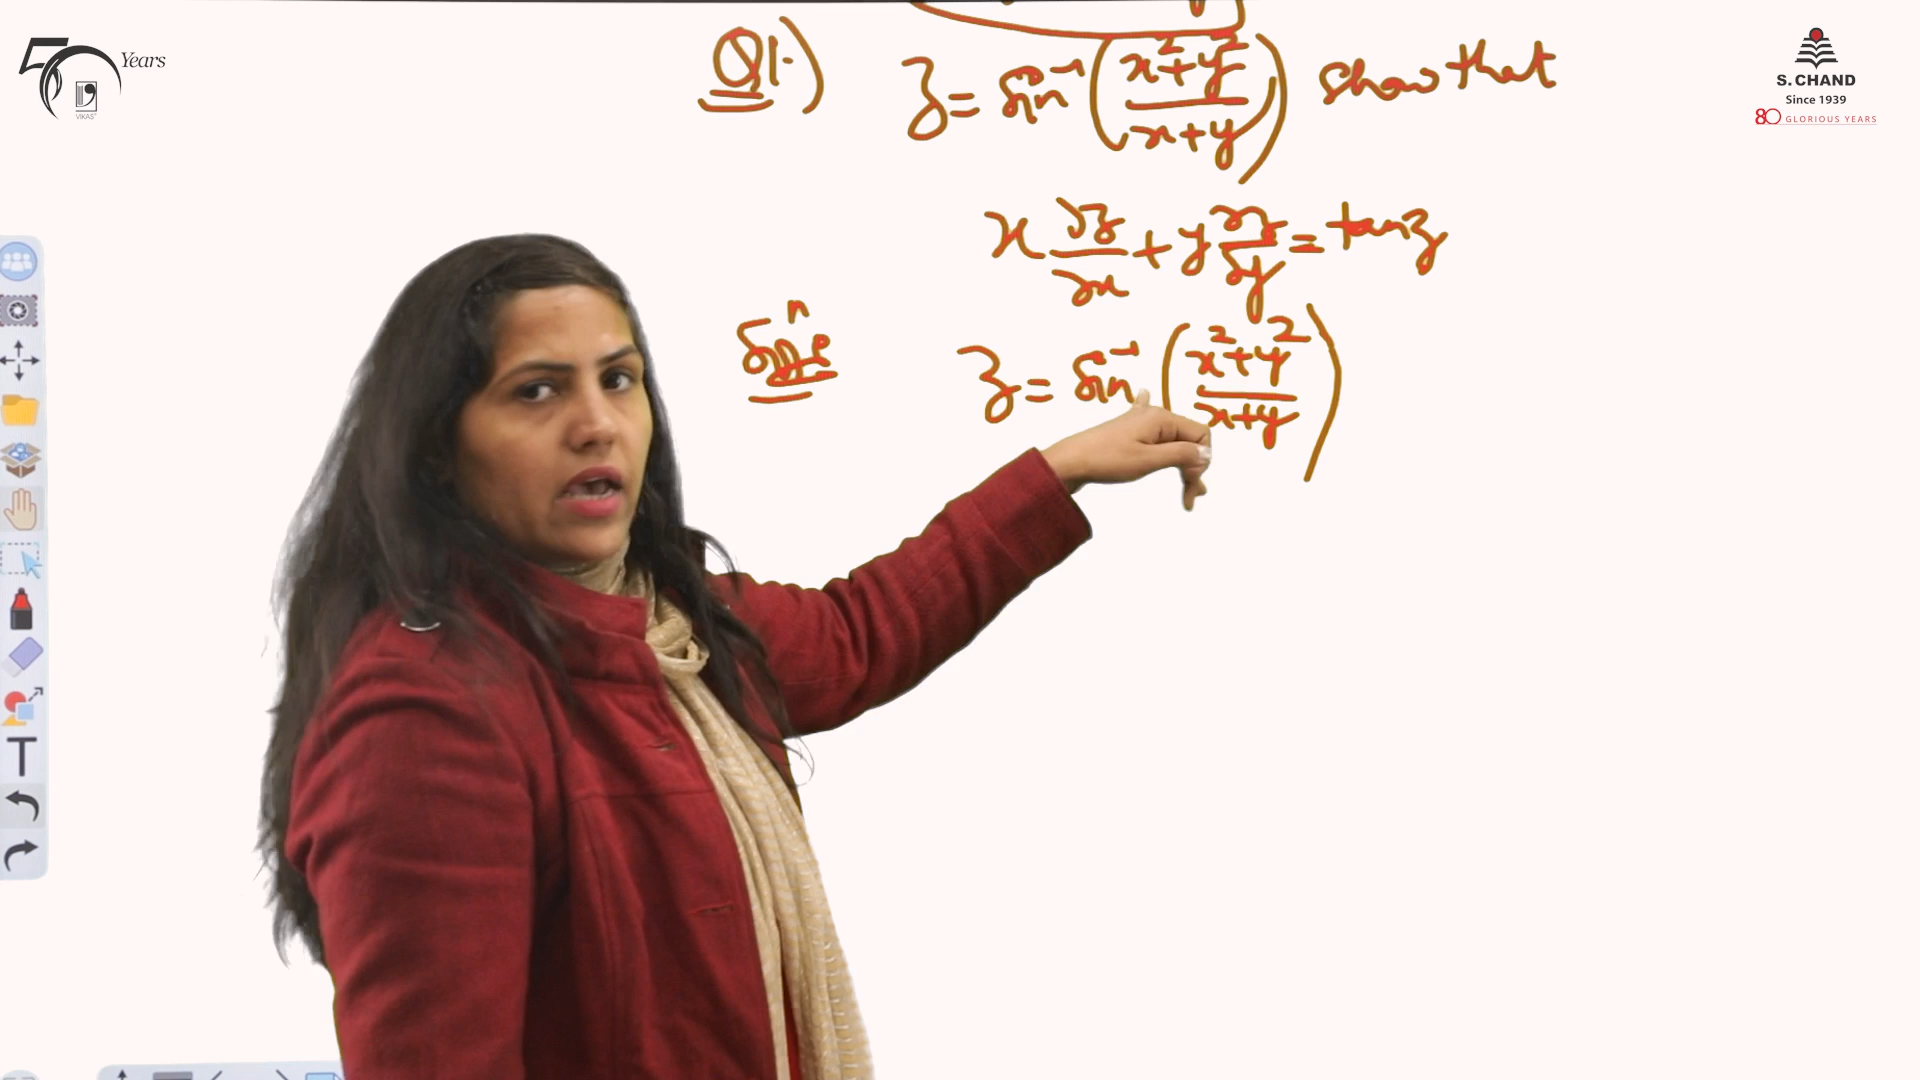 50 Years
VIKAS®
S. CHAND
Since 1939
80 GLORIOUS YEARS
Q1.) z = sin⁻¹ ((x²+y²)/(x+y)) show that
x ∂z/∂x + y ∂z/∂y = tan z
Solⁿ: z = sin⁻¹ ((x²+y²)/(x+y))
T